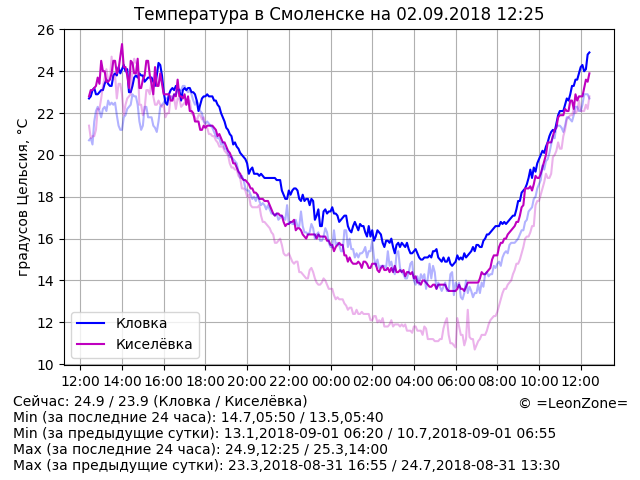 Температура в Смоленске на 02.09.2018 12:25
градусов Цельсия, °C
26
24
22
20
18
16
14
12
10
Кловка
Киселёвка
12:00 14:00 16:00 18:00 20:00 22:00 00:00 02:00 04:00 06:00 08:00 10:00 12:00
Сейчас: 24.9 / 23.9 (Кловка / Киселёвка)
© =LeonZone=
Min (за последние 24 часа): 14.7,05:50 / 13.5,05:40
Min (за предыдущие сутки): 13.1,2018-09-01 06:20 / 10.7,2018-09-01 06:55
Max (за последние 24 часа): 24.9,12:25 / 25.3,14:00
Max (за предыдущие сутки): 23.3,2018-08-31 16:55 / 24.7,2018-08-31 13:30